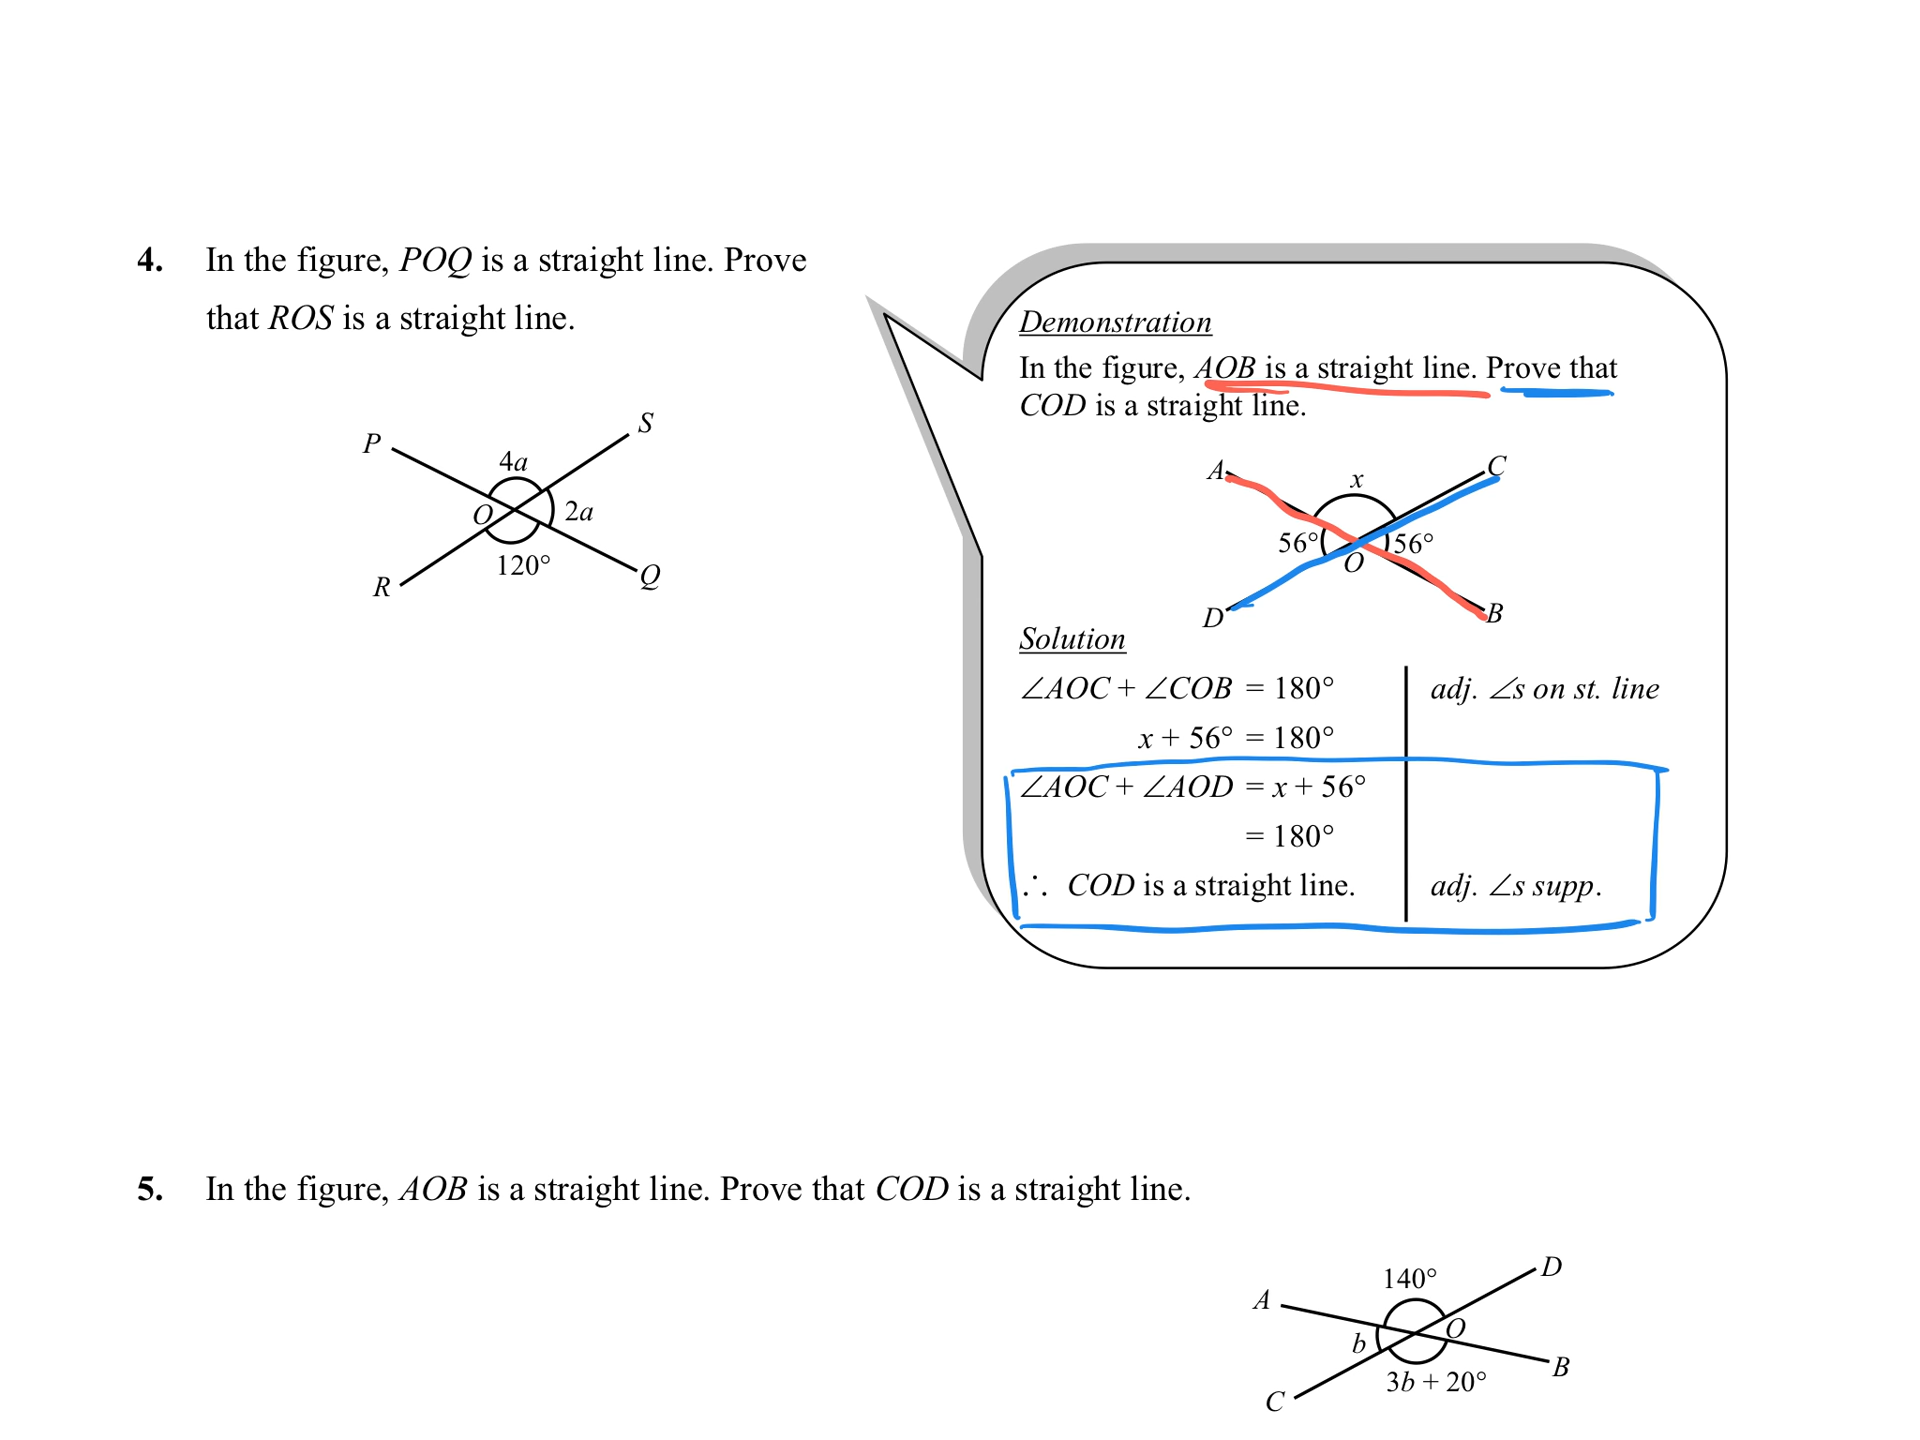 4. In the figure, POQ is a straight line. Prove
that ROS is a straight line.
P
S
4a
O
2a
120°
R
Q
Demonstration
In the figure, AOB is a straight line. Prove that
COD is a straight line.
A
x
C
56°
56°
O
D
B
Solution
∠AOC + ∠COB = 180° adj. ∠s on st. line
x + 56° = 180°
∠AOC + ∠AOD = x + 56°
= 180°
∴ COD is a straight line. adj. ∠s supp.
5. In the figure, AOB is a straight line. Prove that COD is a straight line.
140°
D
A
O
b
B
3b + 20°
C